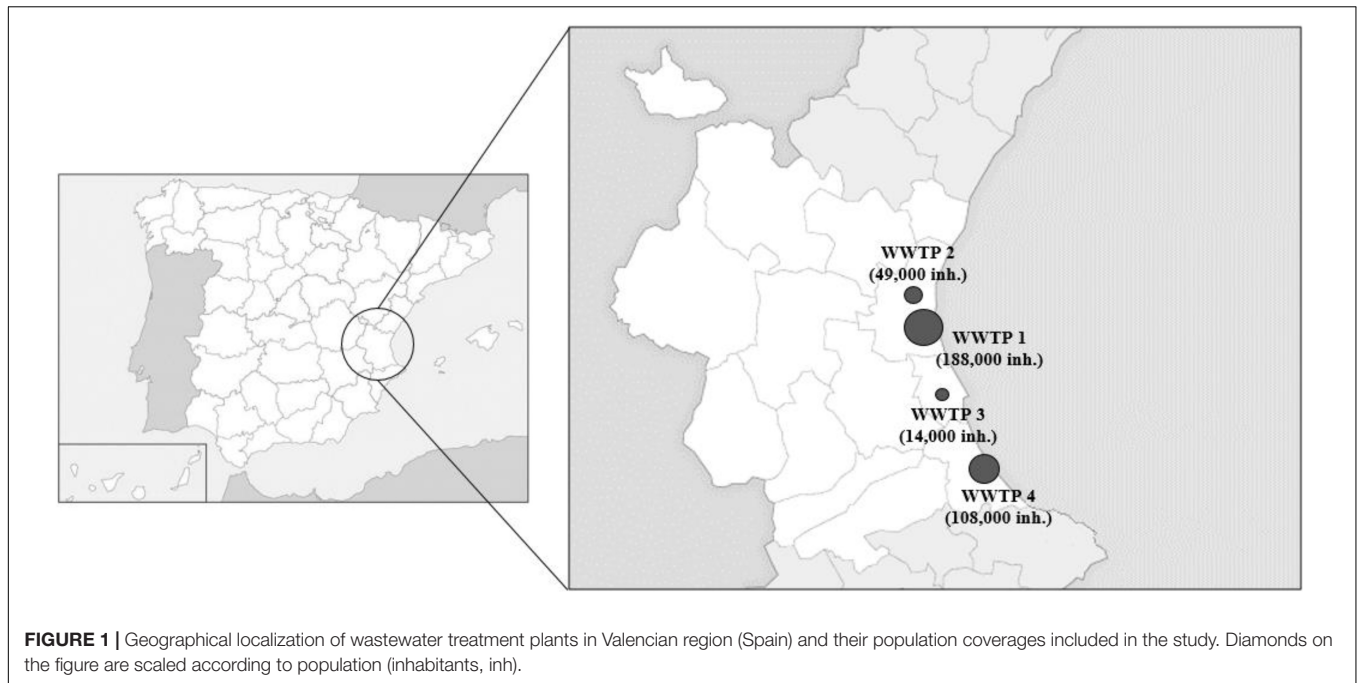 WWTP 2
(49,000 inh.)
WWTP 1
(188,000 inh.)
WWTP 3
(14,000 inh.)
WWTP 4
(108,000 inh.)
FIGURE 1 | Geographical localization of wastewater treatment plants in Valencian region (Spain) and their population coverages included in the study. Diamonds on
the figure are scaled according to population (inhabitants, inh).